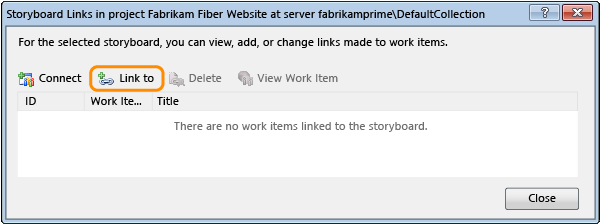 Storyboard Links in project Fabrikam Fiber Website at server fabrikamprime\DefaultCollection
For the selected storyboard, you can view, add, or change links made to work items.
Connect Link to Delete View Work Item
ID Work Ite... Title
There are no work items linked to the storyboard.
Close